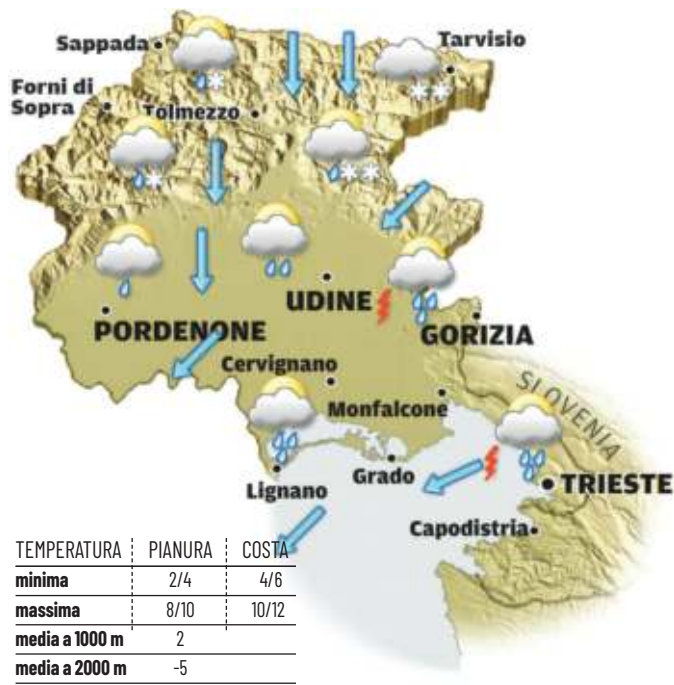 Sappada
Tarvisio
Forni di
Sopra
Tolmezzo
UDINE
PORDENONE
GORIZIA
Cervignano
SLOVENIA
Monfalcone
Grado
Lignano
TRIESTE
Capodistria
TEMPERATURA PIANURA COSTA
minima 2/4 4/6
massima 8/10 10/12
media a 1000 m 2
media a 2000 m -5